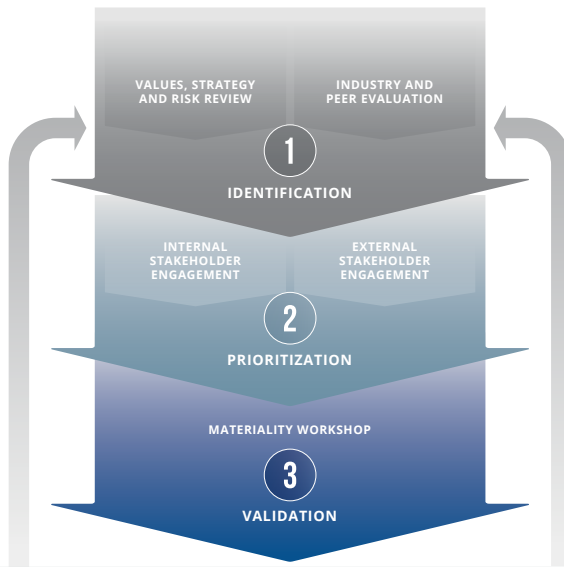 VALUES, STRATEGY
AND RISK REVIEW
INDUSTRY AND
PEER EVALUATION
1
IDENTIFICATION
INTERNAL
STAKEHOLDER
ENGAGEMENT
EXTERNAL
STAKEHOLDER
ENGAGEMENT
2
PRIORITIZATION
MATERIALITY WORKSHOP
3
VALIDATION